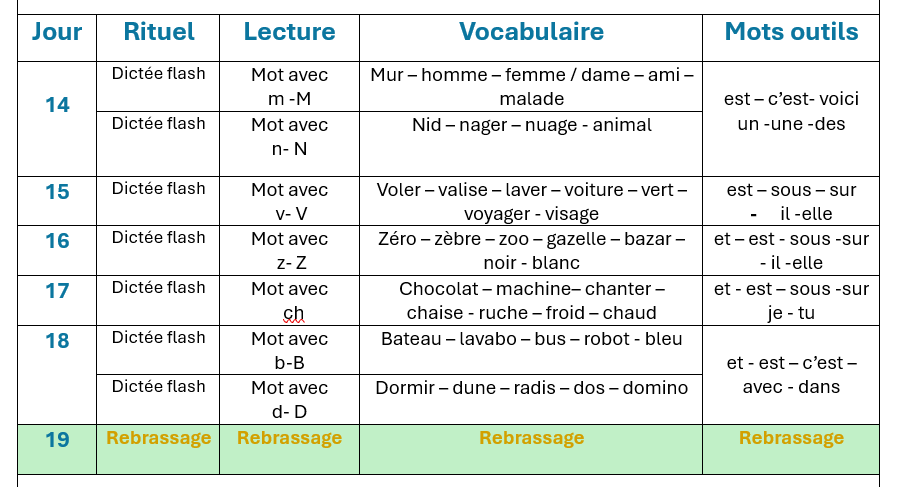 Jour Rituel Lecture Vocabulaire Mots outils
14
Dictée flash
Mot avec
m -M
Mur – homme – femme / dame – ami –
malade
est – c’est- voici
un -une -des
Dictée flash
Mot avec
n- N
Nid – nager – nuage - animal
15
Dictée flash
Mot avec
v- V
Voler – valise – laver – voiture – vert –
voyager - visage
est – sous – sur
- il -elle
16
Dictée flash
Mot avec
z- Z
Zéro – zèbre – zoo – gazelle – bazar –
noir - blanc
et – est - sous -sur
- il -elle
17
Dictée flash
Mot avec
ch
Chocolat – machine– chanter –
chaise - ruche – froid – chaud
et - est – sous -sur
je - tu
18
Dictée flash
Mot avec
b-B
Bateau – lavabo – bus – robot - bleu
et - est – c’est –
avec - dans
Dictée flash
Mot avec
d- D
Dormir – dune – radis – dos – domino
19 Rebrassage Rebrassage Rebrassage Rebrassage